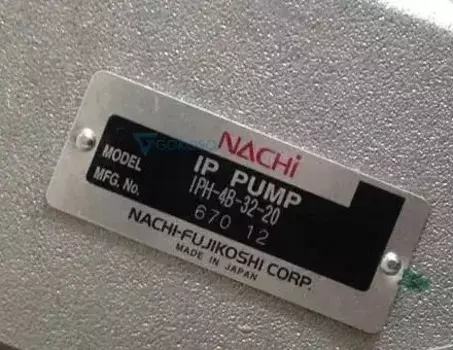 NACHi
IP PUMP
MODEL IPH-4B-32-20
MFG. No. 670 12
NACHI-FUJIKOSHI CORP.
MADE IN JAPAN